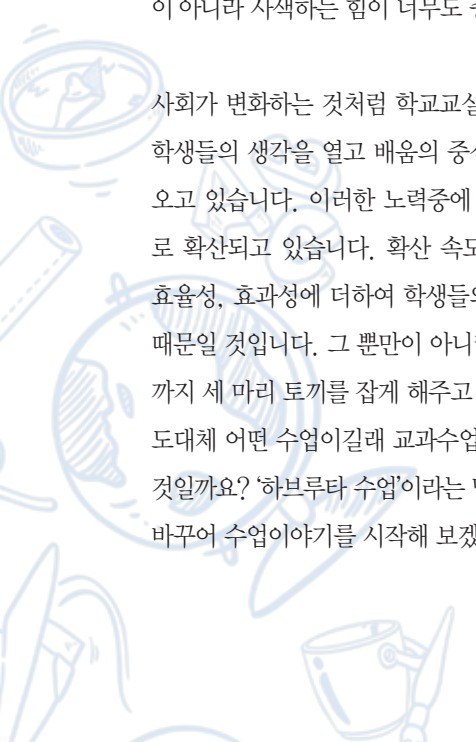 이 아니라 사색하는 힘이 너무도
사회가 변화하는 것처럼 학교교실
학생들의 생각을 열고 배움의 중
오고 있습니다. 이러한 노력중에
로 확산되고 있습니다. 확산 속도
효율성, 효과성에 더하여 학생들의
때문일 것입니다. 그 뿐만이 아니
까지 세 마리 토끼를 잡게 해주고
도대체 어떤 수업이길래 교과수업
것일까요? ‘하브루타 수업’이라는
바꾸어 수업이야기를 시작해 보겠